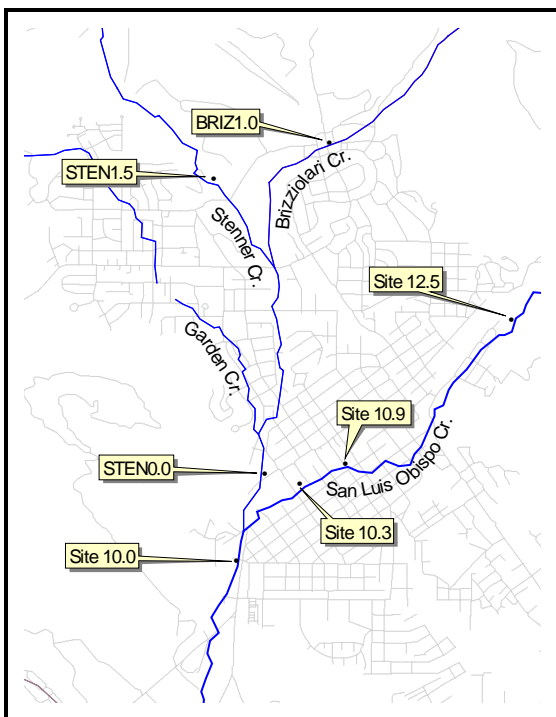 BRIZ1.0
STEN1.5
Brizziolari Cr.
Stenner Cr.
Site 12.5
Garden Cr.
Site 10.9
STEN0.0
San Luis Obispo Cr.
Site 10.3
Site 10.0